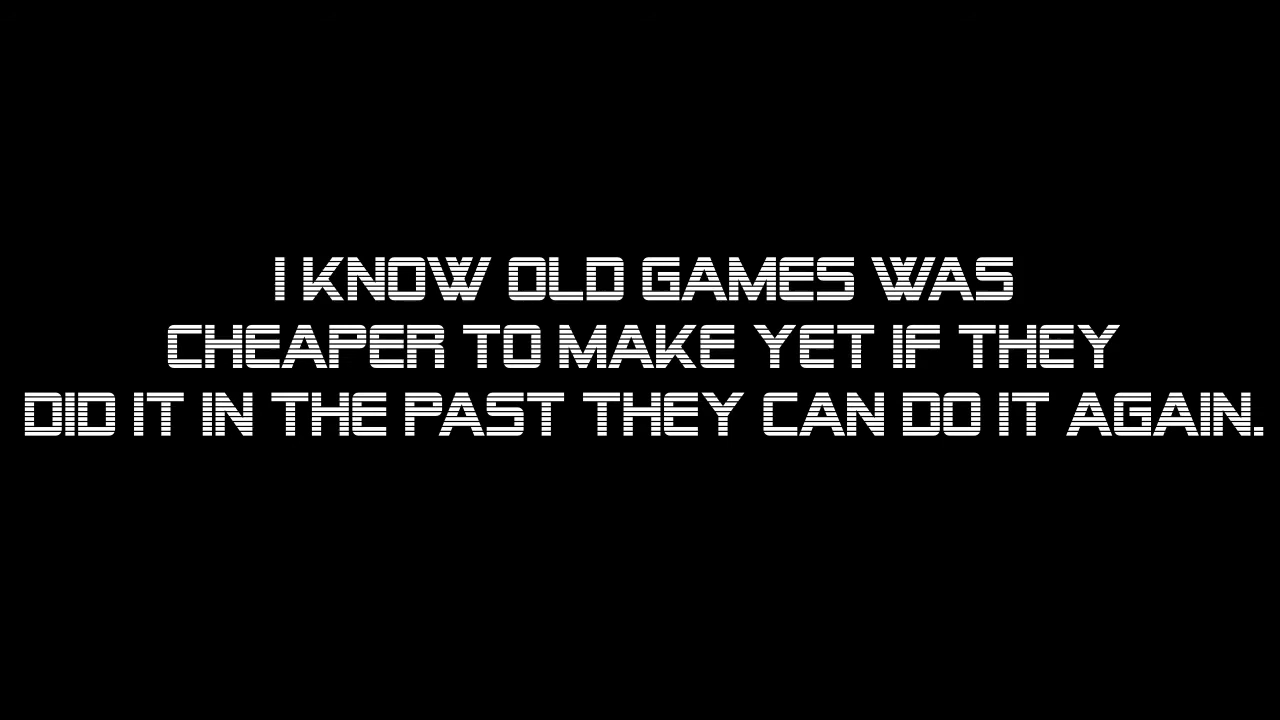 I KNOW OLD GAMES WAS
CHEAPER TO MAKE YET IF THEY
DID IT IN THE PAST THEY CAN DO IT AGAIN.